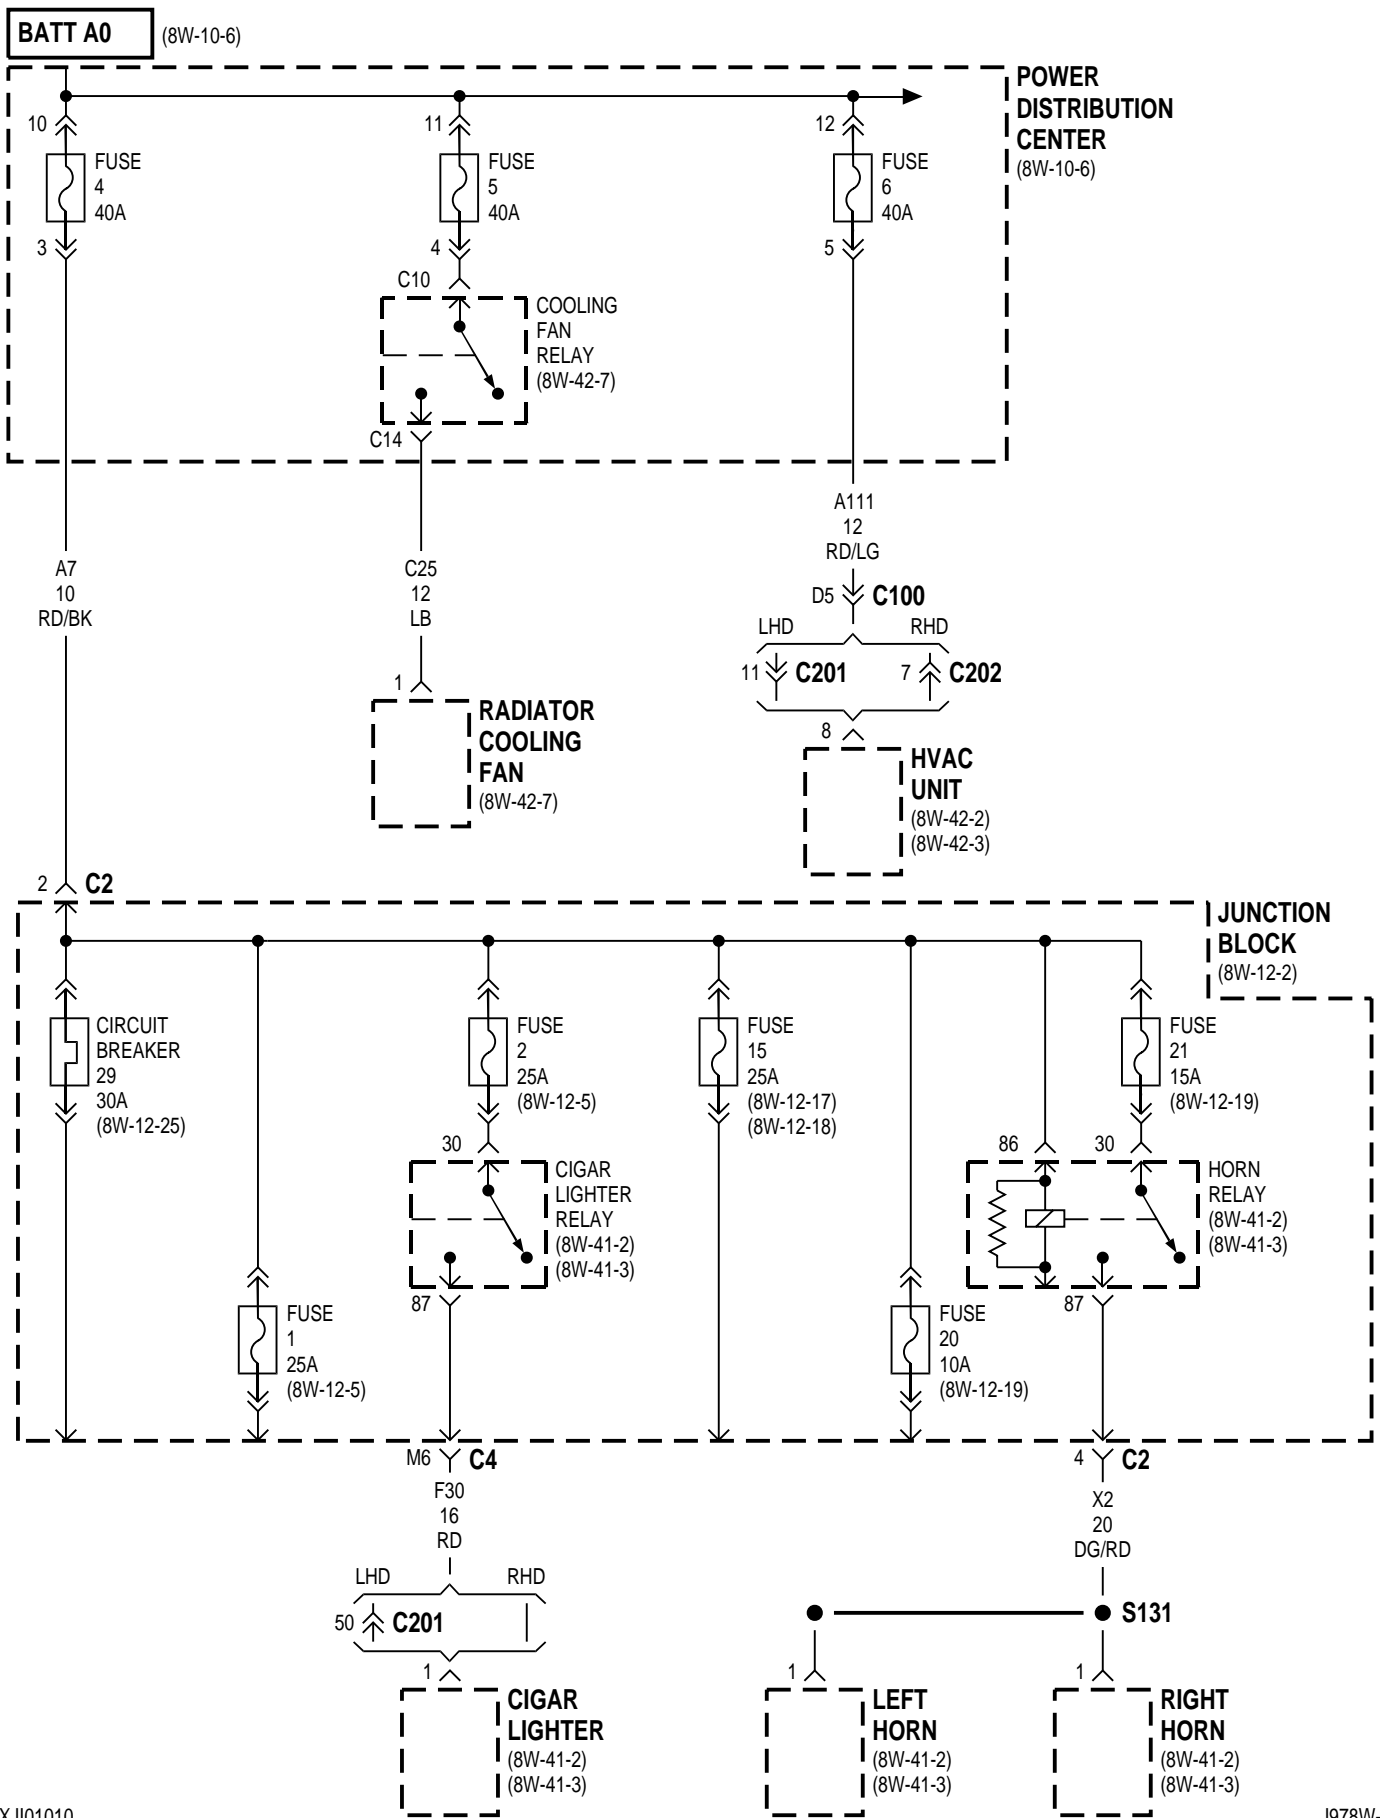 BATT A0 (8W-10-6)
POWER
DISTRIBUTION
CENTER
(8W-10-6)
10
FUSE
4
40A
3
11
FUSE
5
40A
4
12
FUSE
6
40A
5
C10
COOLING
FAN
RELAY
(8W-42-7)
C14
A7
10
RD/BK
C25
12
LB
A111
12
RD/LG
D5 C100
LHD RHD
11 C201 7 C202
1
RADIATOR
COOLING
FAN
(8W-42-7)
8
HVAC
UNIT
(8W-42-2)
(8W-42-3)
2 C2
JUNCTION
BLOCK
(8W-12-2)
CIRCUIT
BREAKER
29
30A
(8W-12-25)
FUSE
2
25A
(8W-12-5)
FUSE
15
25A
(8W-12-17)
(8W-12-18)
FUSE
21
15A
(8W-12-19)
30
CIGAR
LIGHTER
RELAY
(8W-41-2)
(8W-41-3)
87
86 30
HORN
RELAY
(8W-41-2)
(8W-41-3)
87
FUSE
1
25A
(8W-12-5)
FUSE
20
10A
(8W-12-19)
M6 C4
F30
16
RD
4 C2
X2
20
DG/RD
LHD RHD
50 C201
S131
1
CIGAR
LIGHTER
(8W-41-2)
(8W-41-3)
1
LEFT
HORN
(8W-41-2)
(8W-41-3)
1
RIGHT
HORN
(8W-41-2)
(8W-41-3)